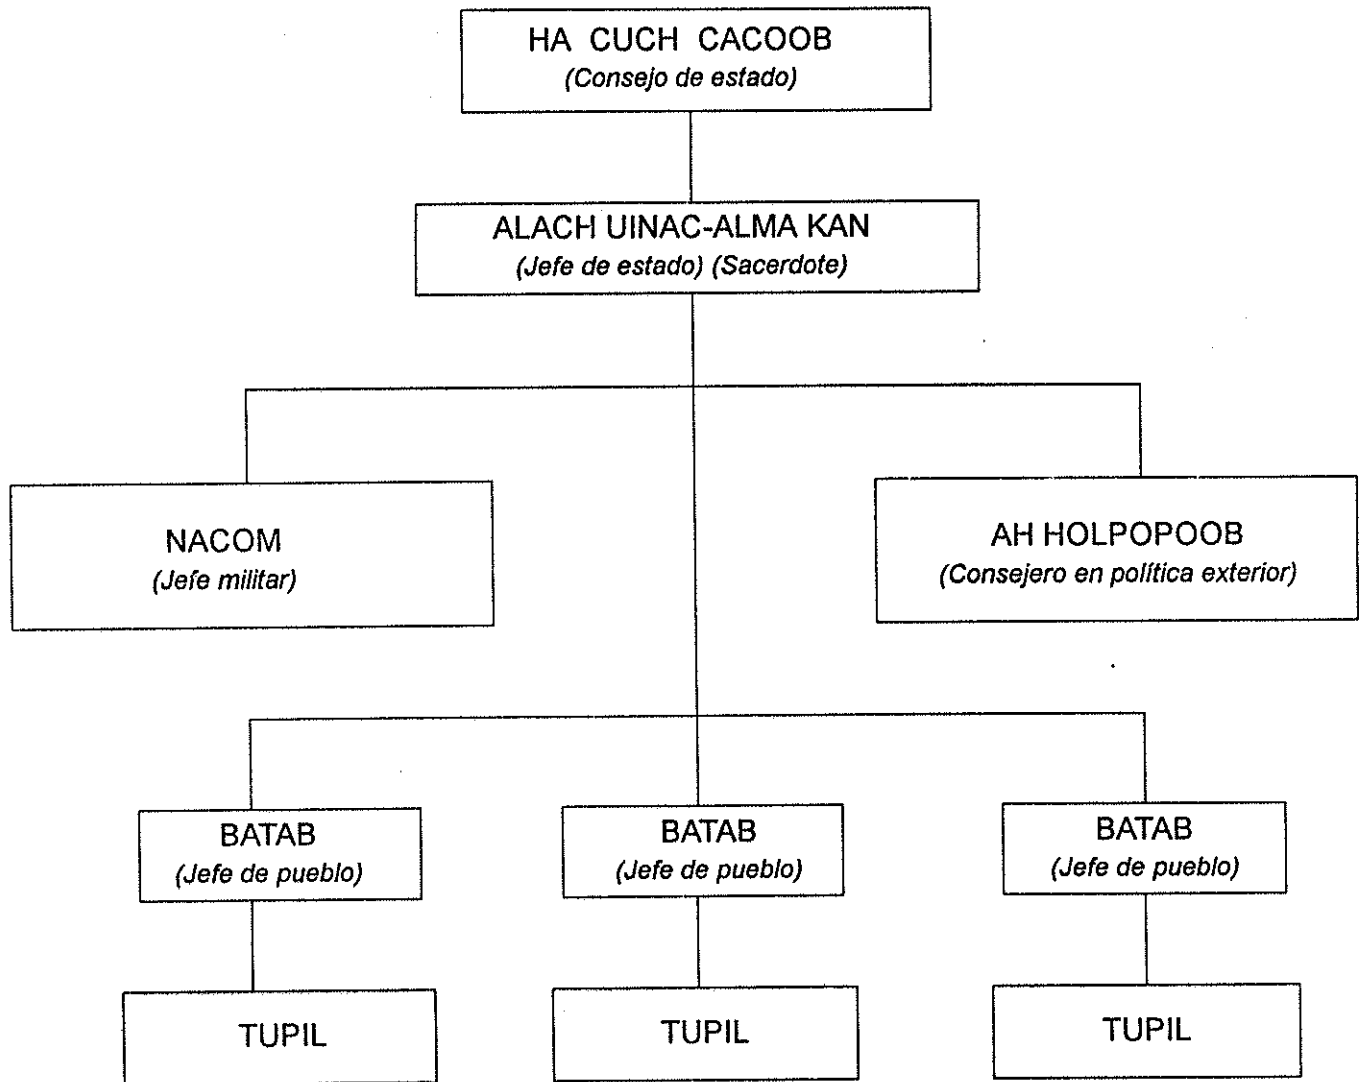 HA CUCH CACOOB
(Consejo de estado)
ALACH UINAC-ALMA KAN
(Jefe de estado) (Sacerdote)
NACOM
(Jefe militar)
AH HOLPOPOOB
(Consejero en política exterior)
BATAB
(Jefe de pueblo)
BATAB
(Jefe de pueblo)
BATAB
(Jefe de pueblo)
TUPIL
TUPIL
TUPIL